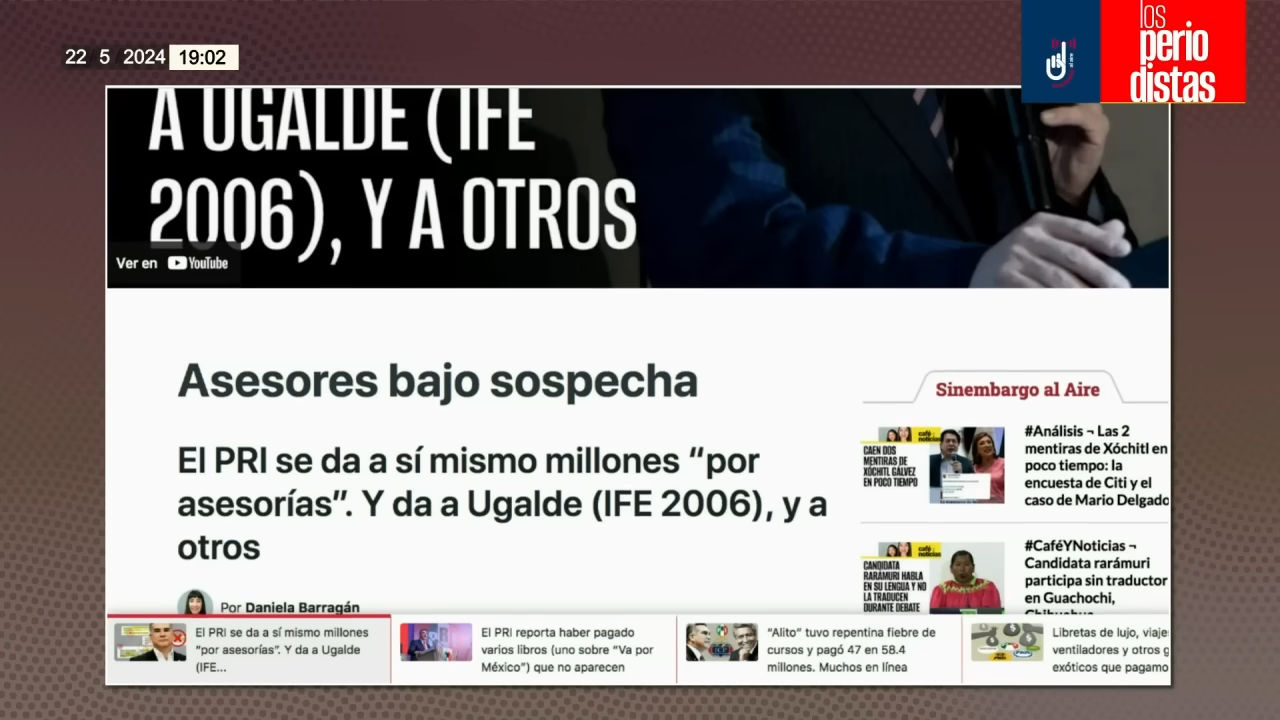 22 5 2024 19:02
los
perio
distas
al aire
A UGALDE (IFE
2006), Y A OTROS
Ver en YouTube
Asesores bajo sospecha
El PRI se da a sí mismo millones “por
asesorías”. Y da a Ugalde (IFE 2006), y a
otros
Por Daniela Barragán
Sinembargo al Aire
café y
noticias
CAEN DOS
MENTIRAS DE
XÓCHITL GÁLVEZ
EN POCO TIEMPO
#Análisis ¬ Las 2
mentiras de Xóchitl en
poco tiempo: la
encuesta de Citi y el
caso de Mario Delgado
café y
noticias
CANDIDATA
RARÁMURI HABLA
EN SU LENGUA Y NO
LA TRADUCEN
DURANTE DEBATE
#CaféYNoticias ¬
Candidata rarámuri
participa sin traductor
en Guachochi,
Chihuahua
El PRI se da a sí mismo millones
“por asesorías”. Y da a Ugalde
(IFE...
El PRI reporta haber pagado
varios libros (uno sobre “Va por
México”) que no aparecen
“Alito” tuvo repentina fiebre de
cursos y pagó 47 en 58.4
millones. Muchos en línea
Libretas de lujo, viaje
ventiladores y otros g
exóticos que pagamo